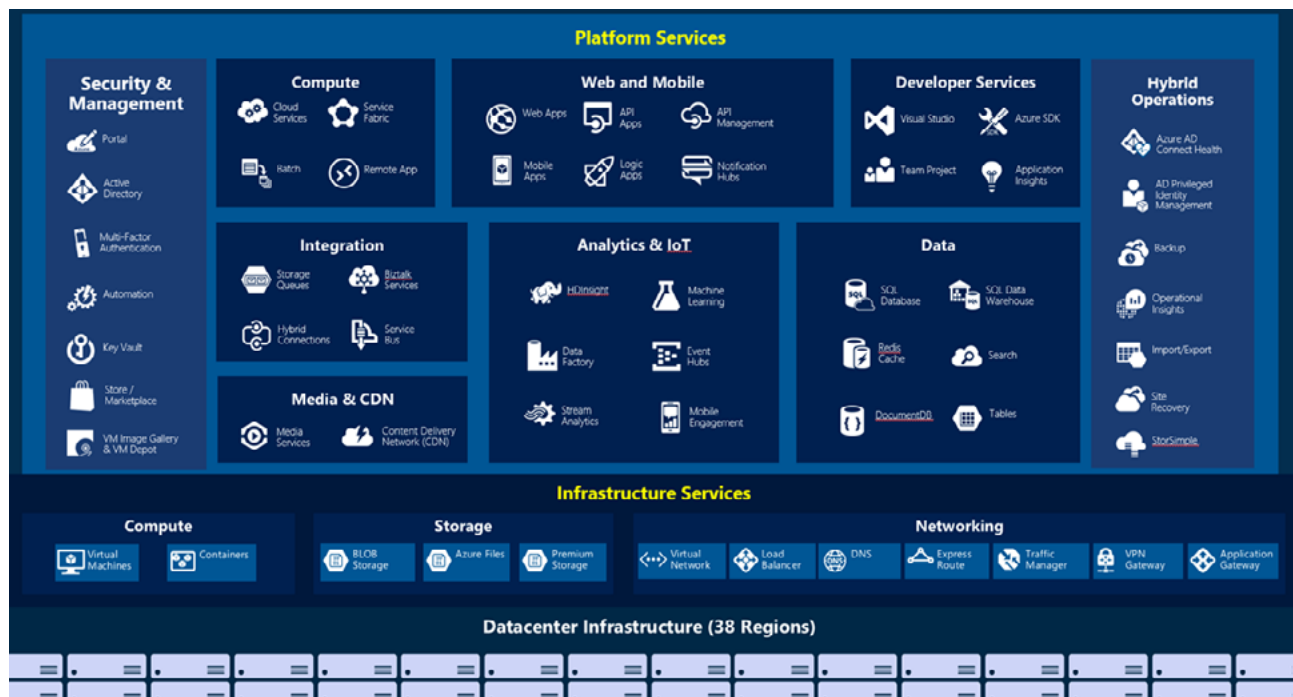 Platform Services
Security &
Management
Portal
Active
Directory
Multi-Factor
Authentication
Automation
Key Vault
Store /
Marketplace
VM Image Gallery
& VM Depot
Compute
Cloud
Services
Service
Fabric
Batch
Remote App
Web and Mobile
Web Apps
API
Apps
API
Management
Mobile
Apps
Logic
Apps
Notification
Hubs
Developer Services
Visual Studio
SDK
Azure SDK
Team Project
Application
Insights
Hybrid
Operations
Azure AD
Connect Health
AD Privileged
Identity
Management
Backup
Operational
Insights
Import/Export
Site
Recovery
StorSimple
Integration
Storage
Queues
Biztalk
Services
Hybrid
Connections
Service
Bus
Media & CDN
Media
Services
Content Delivery
Network (CDN)
Analytics & IoT
HDInsight
Machine
Learning
Data
Factory
Event
Hubs
Stream
Analytics
Mobile
Engagement
Data
SQL
SQL
Database
SQL Data
Warehouse
Redis
Cache
Search
DocumentDB
Tables
Infrastructure Services
Compute
Virtual
Machines
Containers
Storage
BLOB
Storage
Azure Files
Premium
Storage
Networking
Virtual
Network
Load
Balancer
DNS
DNS
Express
Route
Traffic
Manager
VPN
Gateway
Application
Gateway
Datacenter Infrastructure (38 Regions)